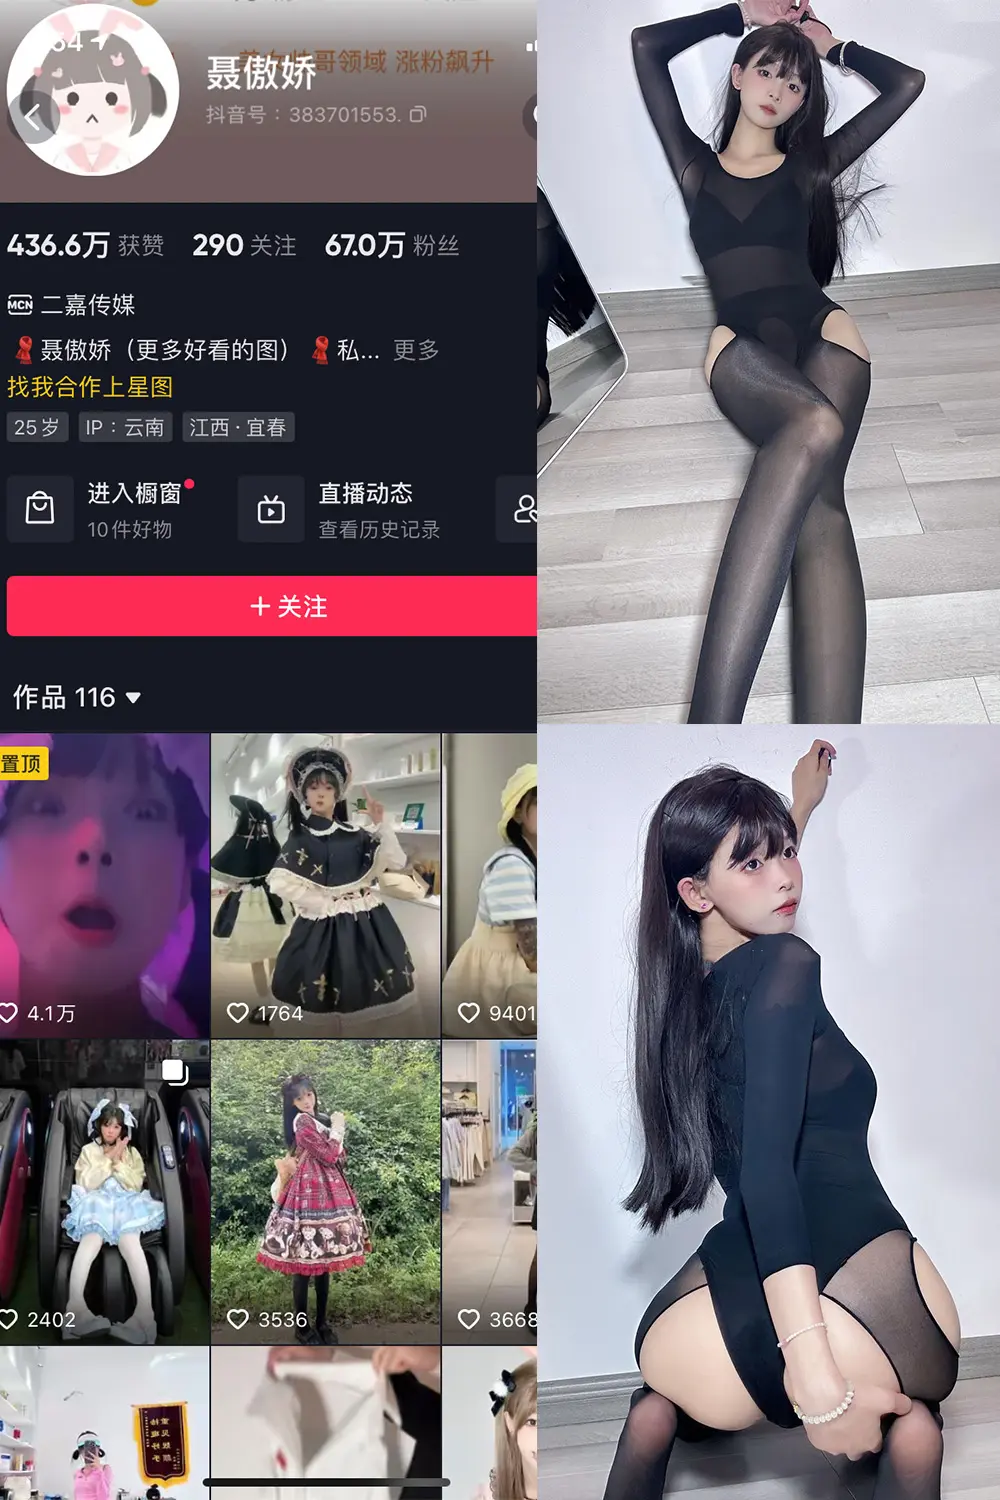 聂傲娇
哥领域 涨粉飙升
抖音号：383701553.
436.6万 获赞 290 关注 67.0万 粉丝
MCN 二嘉传媒
聂傲娇（更多好看的图） 私... 更多
找我合作上星图
25岁 IP：云南 江西·宜春
进入橱窗 直播动态
10件好物 查看历史记录
+ 关注
作品 116
置顶
4.1万 1764 9401
2402 3536 3668